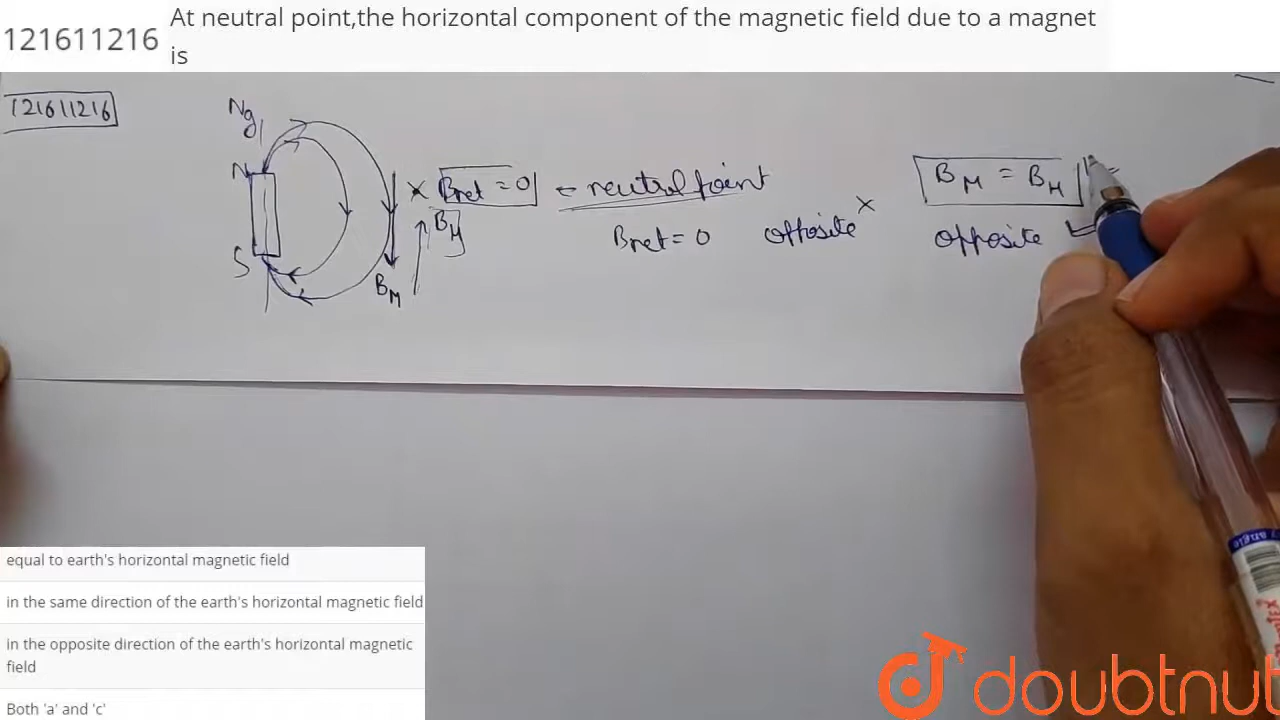 121611216
At neutral point,the horizontal component of the magnetic field due to a magnet
is
121611216
Ng
N
S
Bnet = 0 ← neutral point
BH
BM
Bnet = 0 opposite
BM = BH
opposite
equal to earth's horizontal magnetic field
in the same direction of the earth's horizontal magnetic field
in the opposite direction of the earth's horizontal magnetic
field
Both 'a' and 'c'
doubtnut